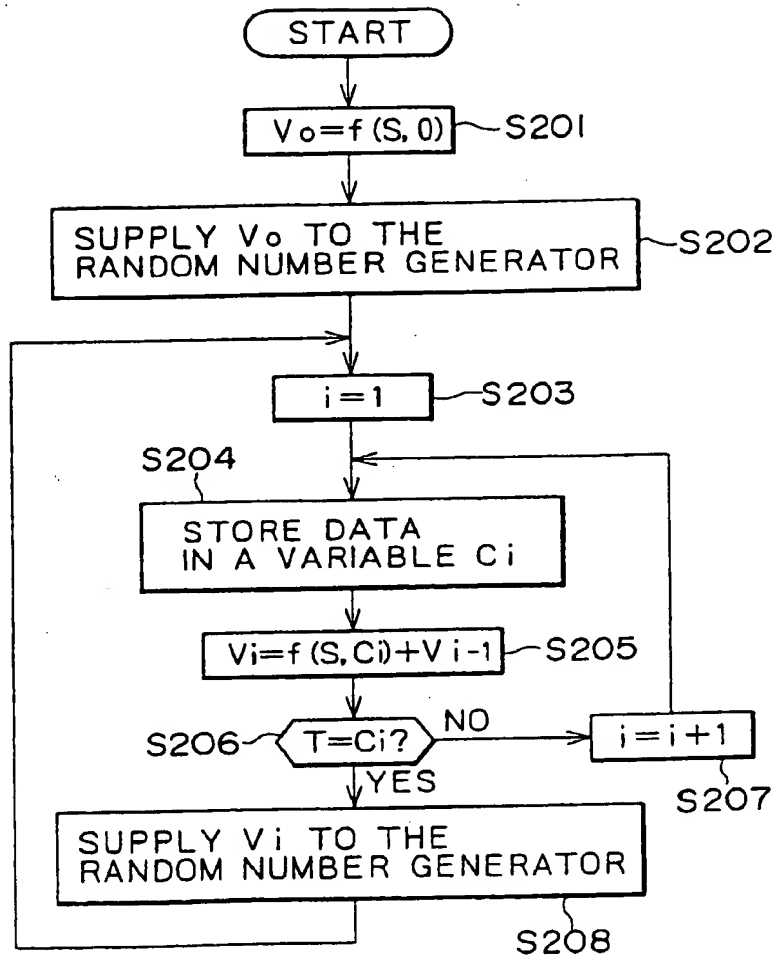 START
Vo=f(S,0)
S201
SUPPLY Vo TO THE
RANDOM NUMBER GENERATOR
S202
i=1
S203
S204
STORE DATA
IN A VARIABLE Ci
Vi=f(S,Ci)+Vi-1
S205
S206
T=Ci?
NO
i=i+1
S207
YES
SUPPLY Vi TO THE
RANDOM NUMBER GENERATOR
S208